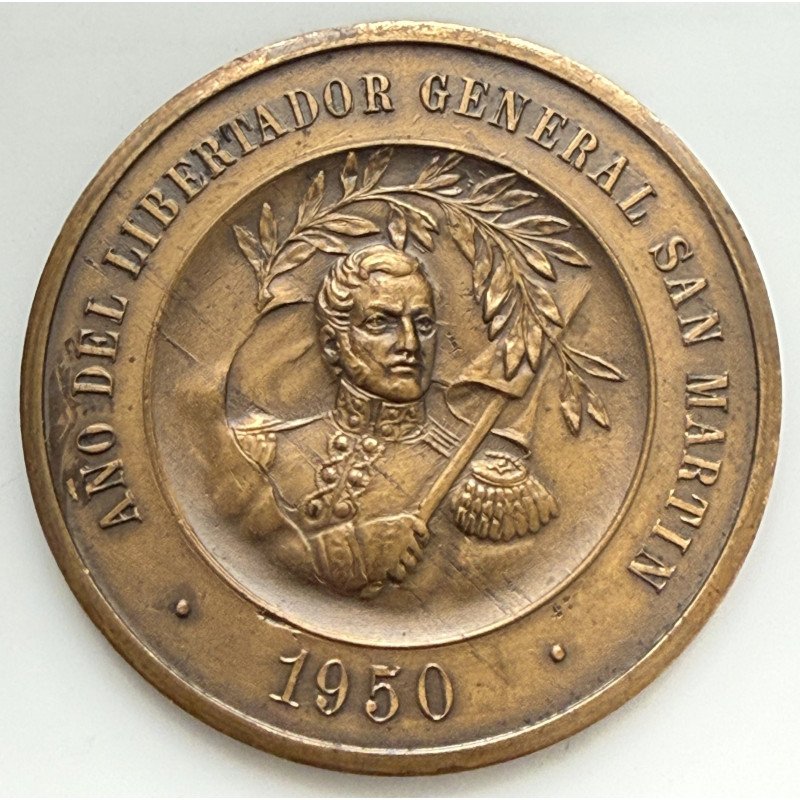 AÑO DEL LIBERTADOR GENERAL SAN MARTIN
· 1950 ·